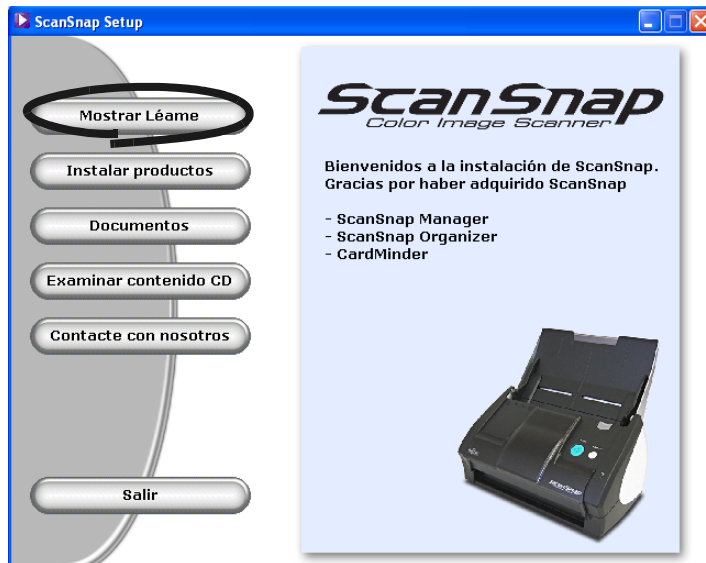 ScanSnap Setup
Mostrar Léame
Instalar productos
Documentos
Examinar contenido CD
Contacte con nosotros
Salir
ScanSnap
Color Image Scanner
Bienvenidos a la instalación de ScanSnap.
Gracias por haber adquirido ScanSnap
- ScanSnap Manager
- ScanSnap Organizer
- CardMinder
ScanSnap